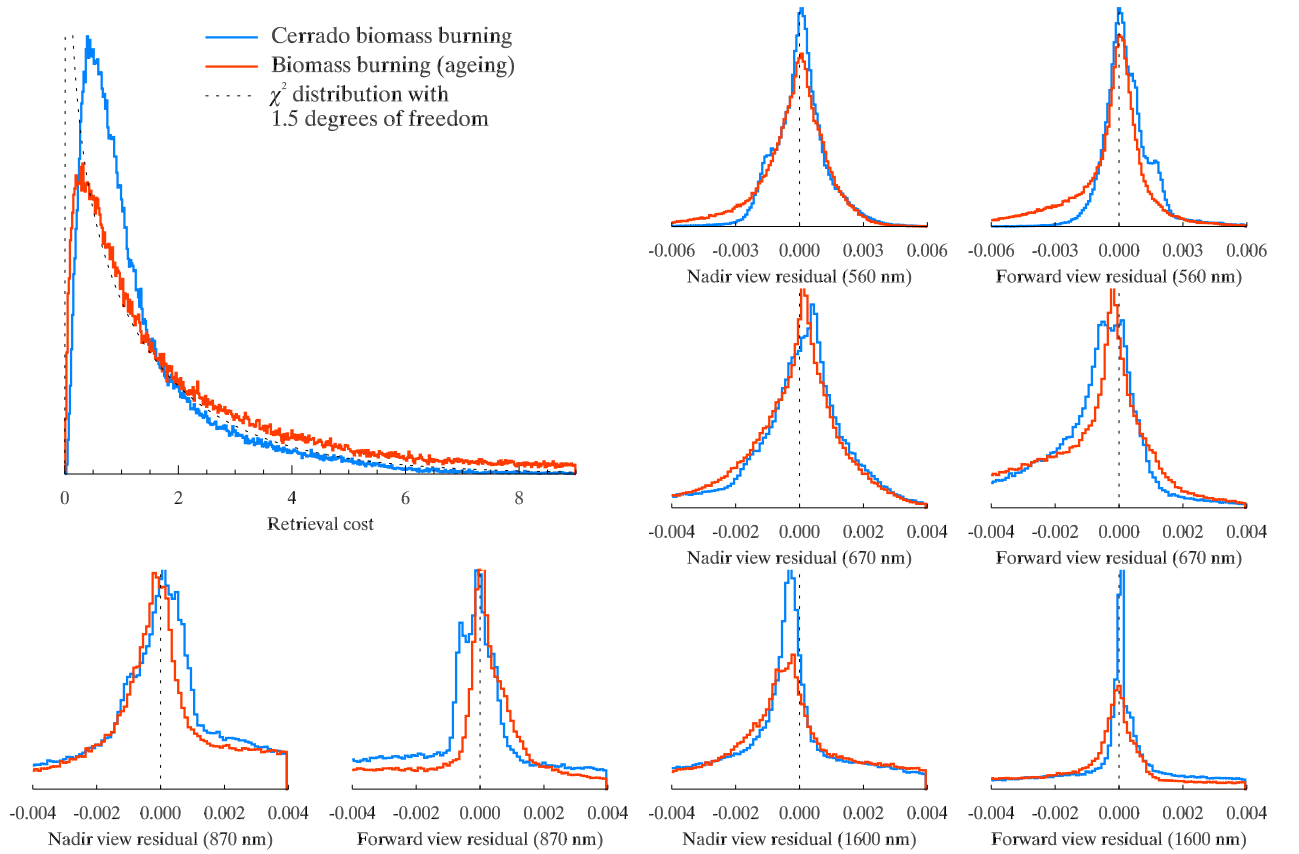 Cerrado biomass burning
Biomass burning (ageing)
χ² distribution with
1.5 degrees of freedom
0 2 4 6 8
Retrieval cost
-0.006 -0.003 0.000 0.003 0.006
Nadir view residual (560 nm)
-0.006 -0.003 0.000 0.003 0.006
Forward view residual (560 nm)
-0.004 -0.002 0.000 0.002 0.004
Nadir view residual (670 nm)
-0.004 -0.002 0.000 0.002 0.004
Forward view residual (670 nm)
-0.004 -0.002 0.000 0.002 0.004
Nadir view residual (870 nm)
-0.004 -0.002 0.000 0.002 0.004
Forward view residual (870 nm)
-0.004 -0.002 0.000 0.002 0.004
Nadir view residual (1600 nm)
-0.004 -0.002 0.000 0.002 0.004
Forward view residual (1600 nm)